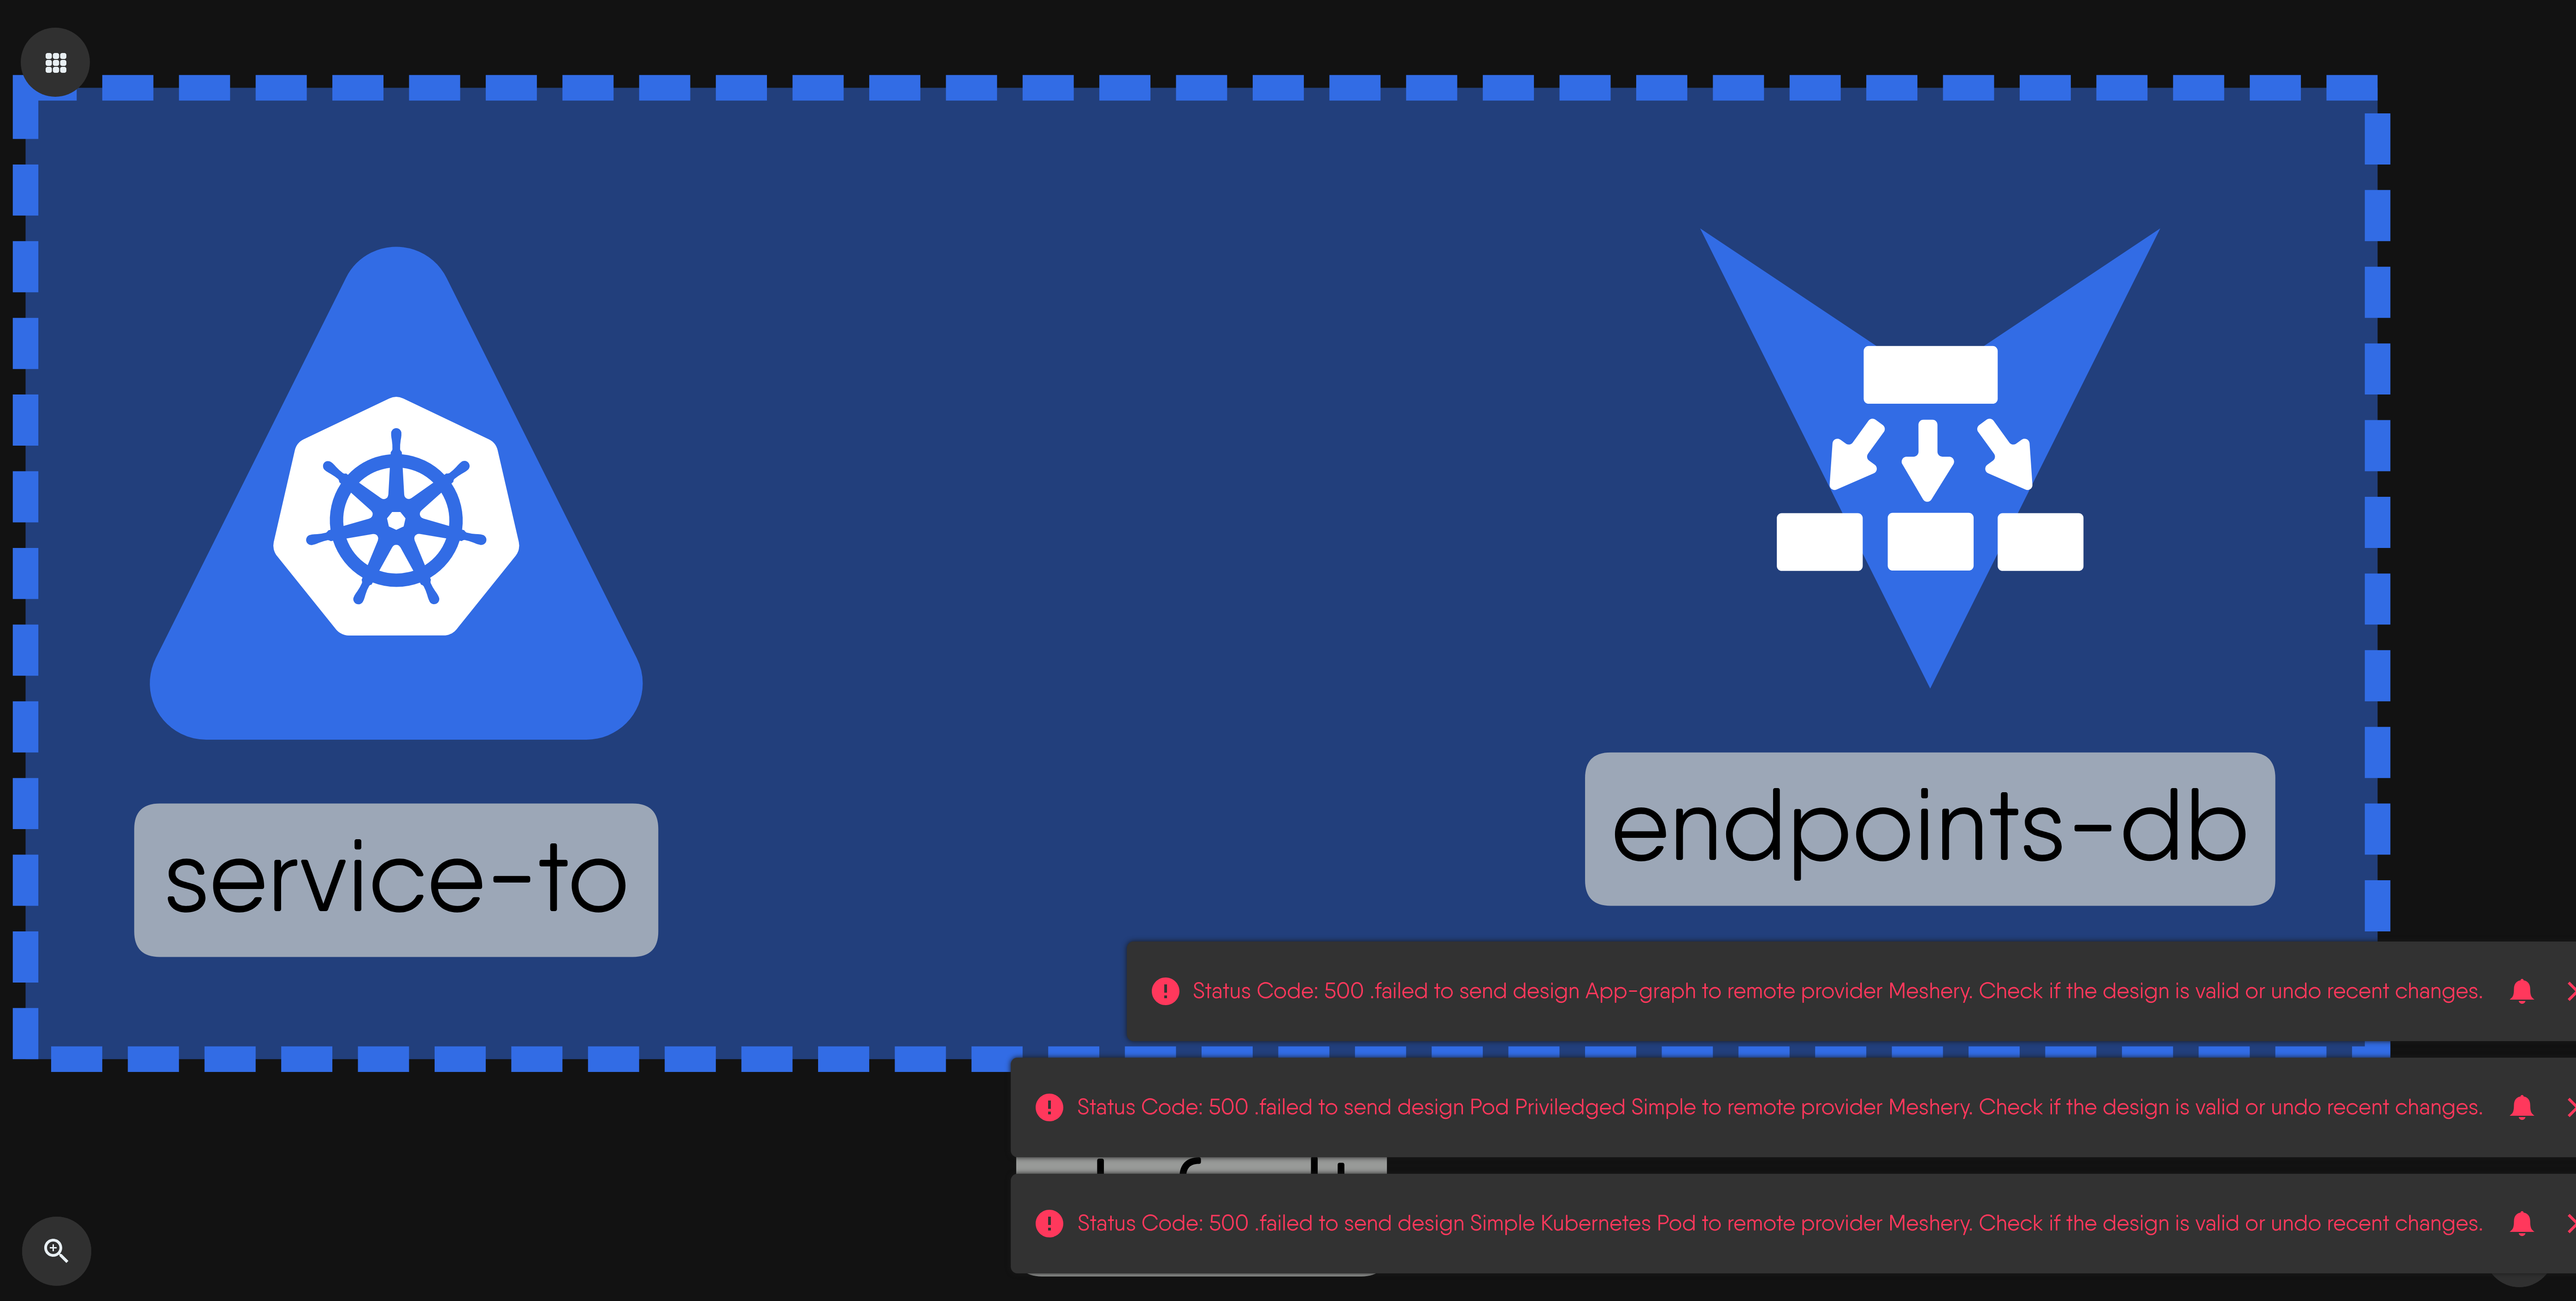 service-to
endpoints-db
Status Code: 500 .failed to send design App-graph to remote provider Meshery. Check if the design is valid or undo recent changes.
Status Code: 500 .failed to send design Pod Priviledged Simple to remote provider Meshery. Check if the design is valid or undo recent changes.
Status Code: 500 .failed to send design Simple Kubernetes Pod to remote provider Meshery. Check if the design is valid or undo recent changes.